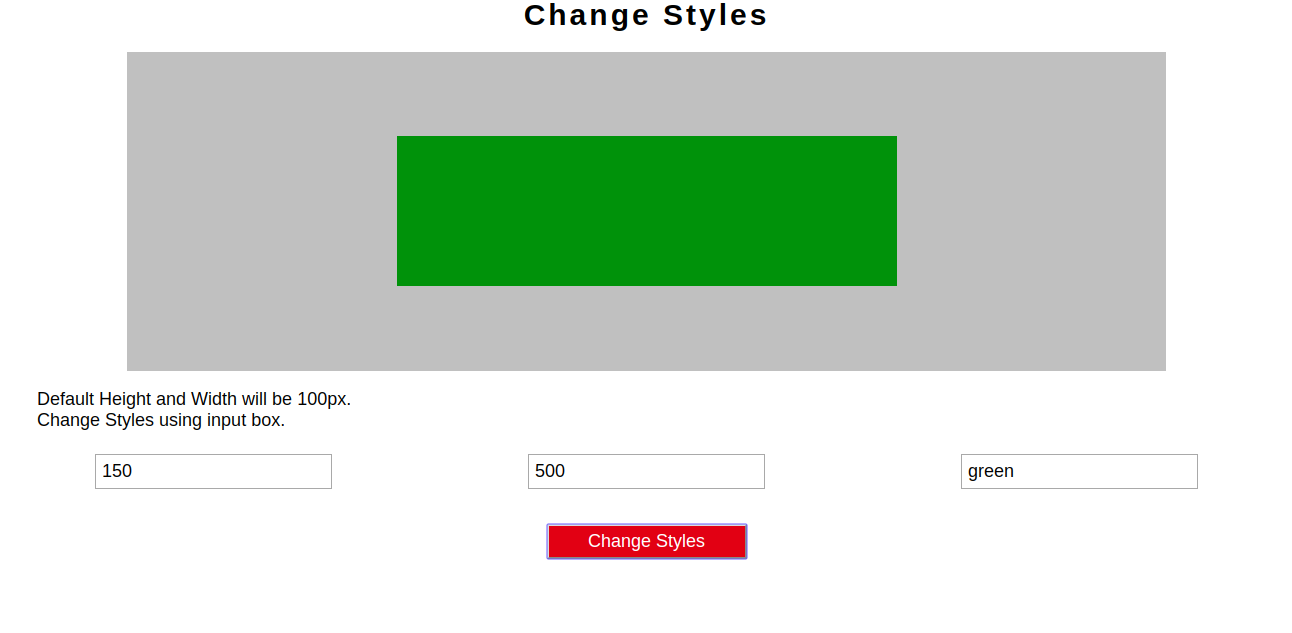 Change Styles
Default Height and Width will be 100px.
Change Styles using input box.
150
500
green
Change Styles